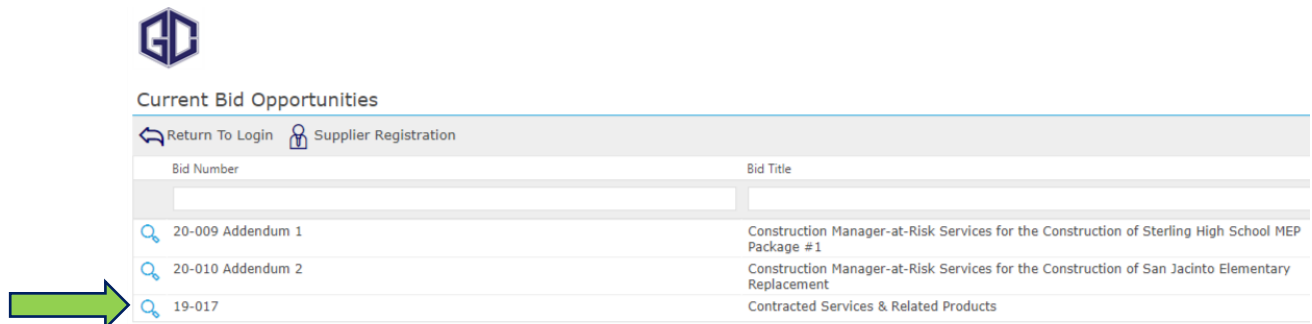 GC
Current Bid Opportunities
Return To Login Supplier Registration
Bid Number Bid Title
20-009 Addendum 1 Construction Manager-at-Risk Services for the Construction of Sterling High School MEP
Package #1
20-010 Addendum 2 Construction Manager-at-Risk Services for the Construction of San Jacinto Elementary
Replacement
19-017 Contracted Services & Related Products